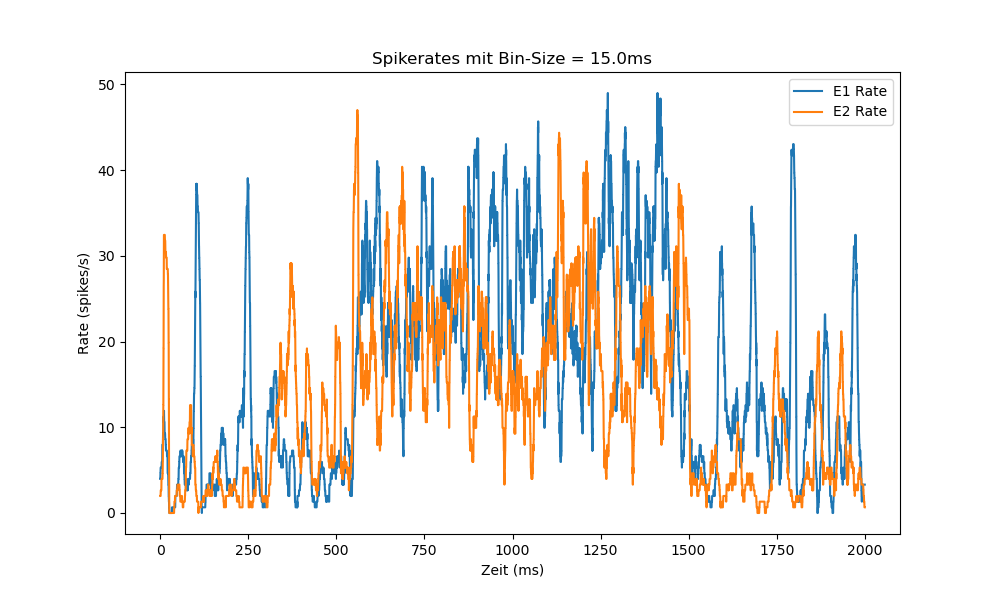 Spikerates mit Bin-Size = 15.0ms
E1 Rate
E2 Rate
Rate (spikes/s)
50
40
30
20
10
0
0 250 500 750 1000 1250 1500 1750 2000
Zeit (ms)